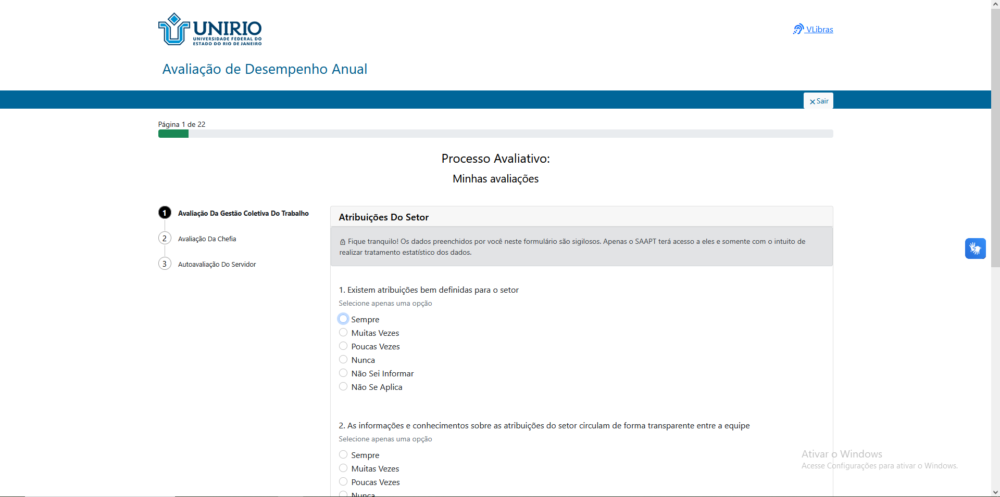 UNIRIO
UNIVERSIDADE FEDERAL DO
ESTADO DO RIO DE JANEIRO
VLibras
Avaliação de Desempenho Anual
Sair
Página 1 de 22
Processo Avaliativo:
Minhas avaliações
1 Avaliação Da Gestão Coletiva Do Trabalho
2 Avaliação Da Chefia
3 Autoavaliação Do Servidor
Atribuições Do Setor
Fique tranquilo! Os dados preenchidos por você neste formulário são sigilosos. Apenas o SAAPT terá acesso a eles e somente com o intuito de
realizar tratamento estatístico dos dados.
1. Existem atribuições bem definidas para o setor
Selecione apenas uma opção
Sempre
Muitas Vezes
Poucas Vezes
Nunca
Não Sei Informar
Não Se Aplica
2. As informações e conhecimentos sobre as atribuições do setor circulam de forma transparente entre a equipe
Selecione apenas uma opção
Sempre
Muitas Vezes
Poucas Vezes
Nunca
Ativar o Windows
Acesse Configurações para ativar o Windows.